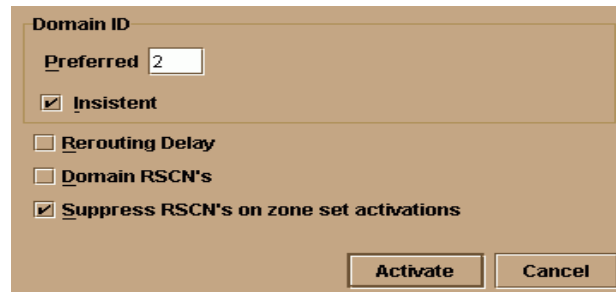 Domain ID
Preferred 2
Insistent
Rerouting Delay
Domain RSCN's
Suppress RSCN's on zone set activations
Activate Cancel